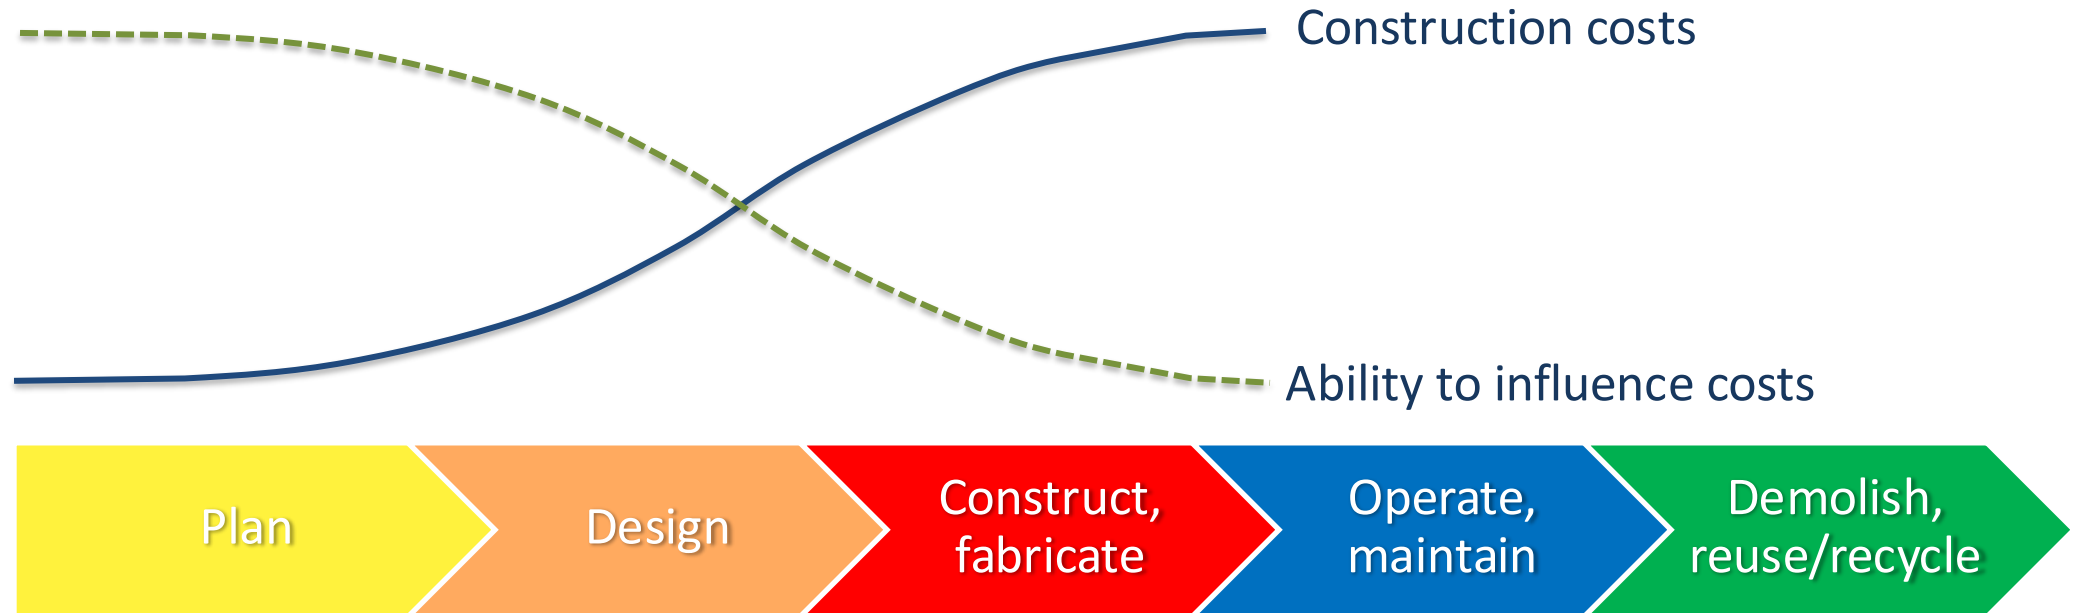 Construction costs
Ability to influence costs
Plan
Design
Construct,
fabricate
Operate,
maintain
Demolish,
reuse/recycle